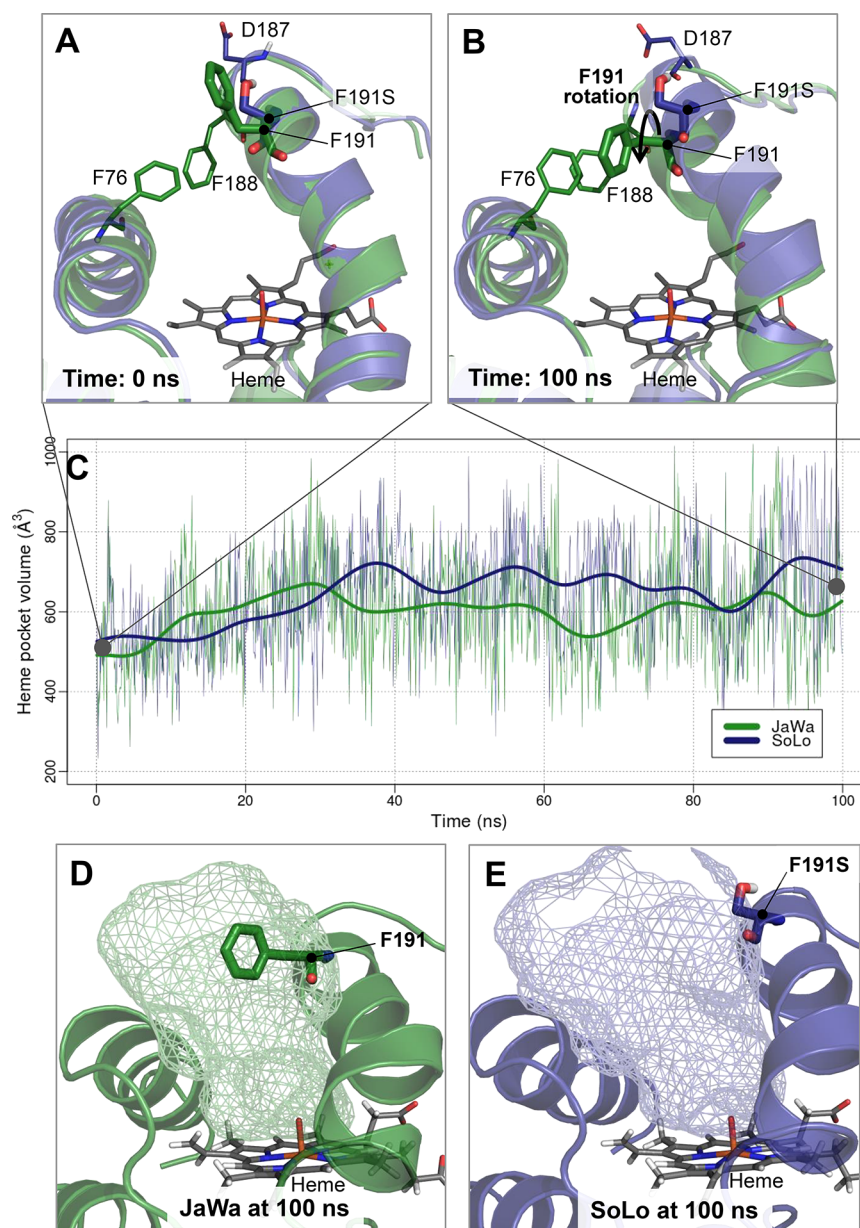 A
D187
F191S
F191
F76
F188
Time: 0 ns
Heme
B
D187
F191
rotation
F191S
F191
F76
F188
Time: 100 ns
Heme
C
Heme pocket volume (Å³)
1000
800
600
400
200
0
20
40
60
80
100
Time (ns)
JaWa
SoLo
D
F191
Heme
JaWa at 100 ns
E
F191S
Heme
SoLo at 100 ns